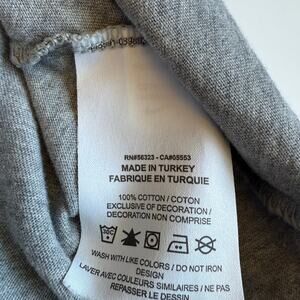 RN#56323 - CA#05553
MADE IN TURKEY
FABRIQUE EN TURQUIE
100% COTTON / COTON
EXCLUSIVE OF DECORATION /
DECORATION NON COMPRISE
WASH WITH LIKE COLORS / DO NOT IRON
DESIGN
LAVER AVEC COULEURS SIMILAIRES / NE PAS
REPASSER LE DESSIN